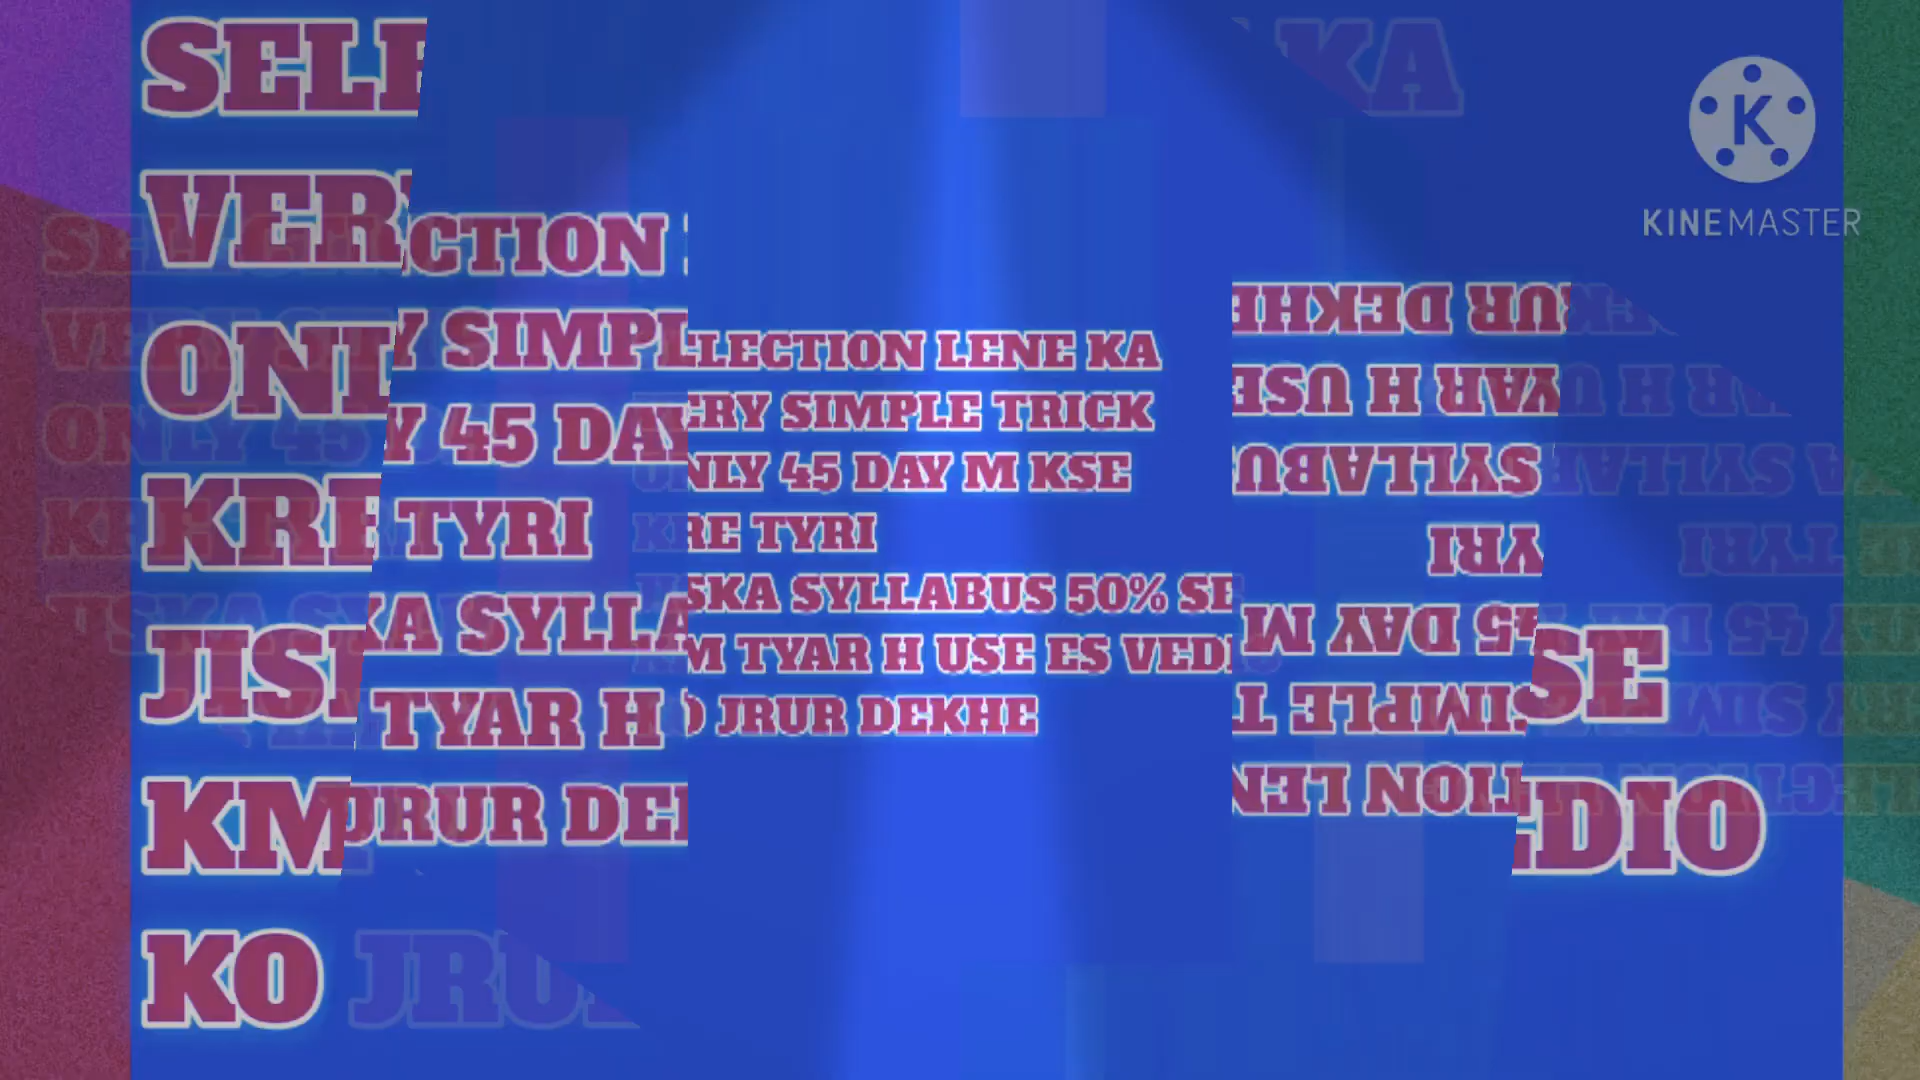 SELECTION LENE KA
VERY SIMPLE TRICK
ONLY 45 DAY M KSE
KRE TYRI
JISKA SYLLABUS 50% SE
KM TYAR H USE ES VEDIO
KO JRUR DEKHE
K
KINEMASTER